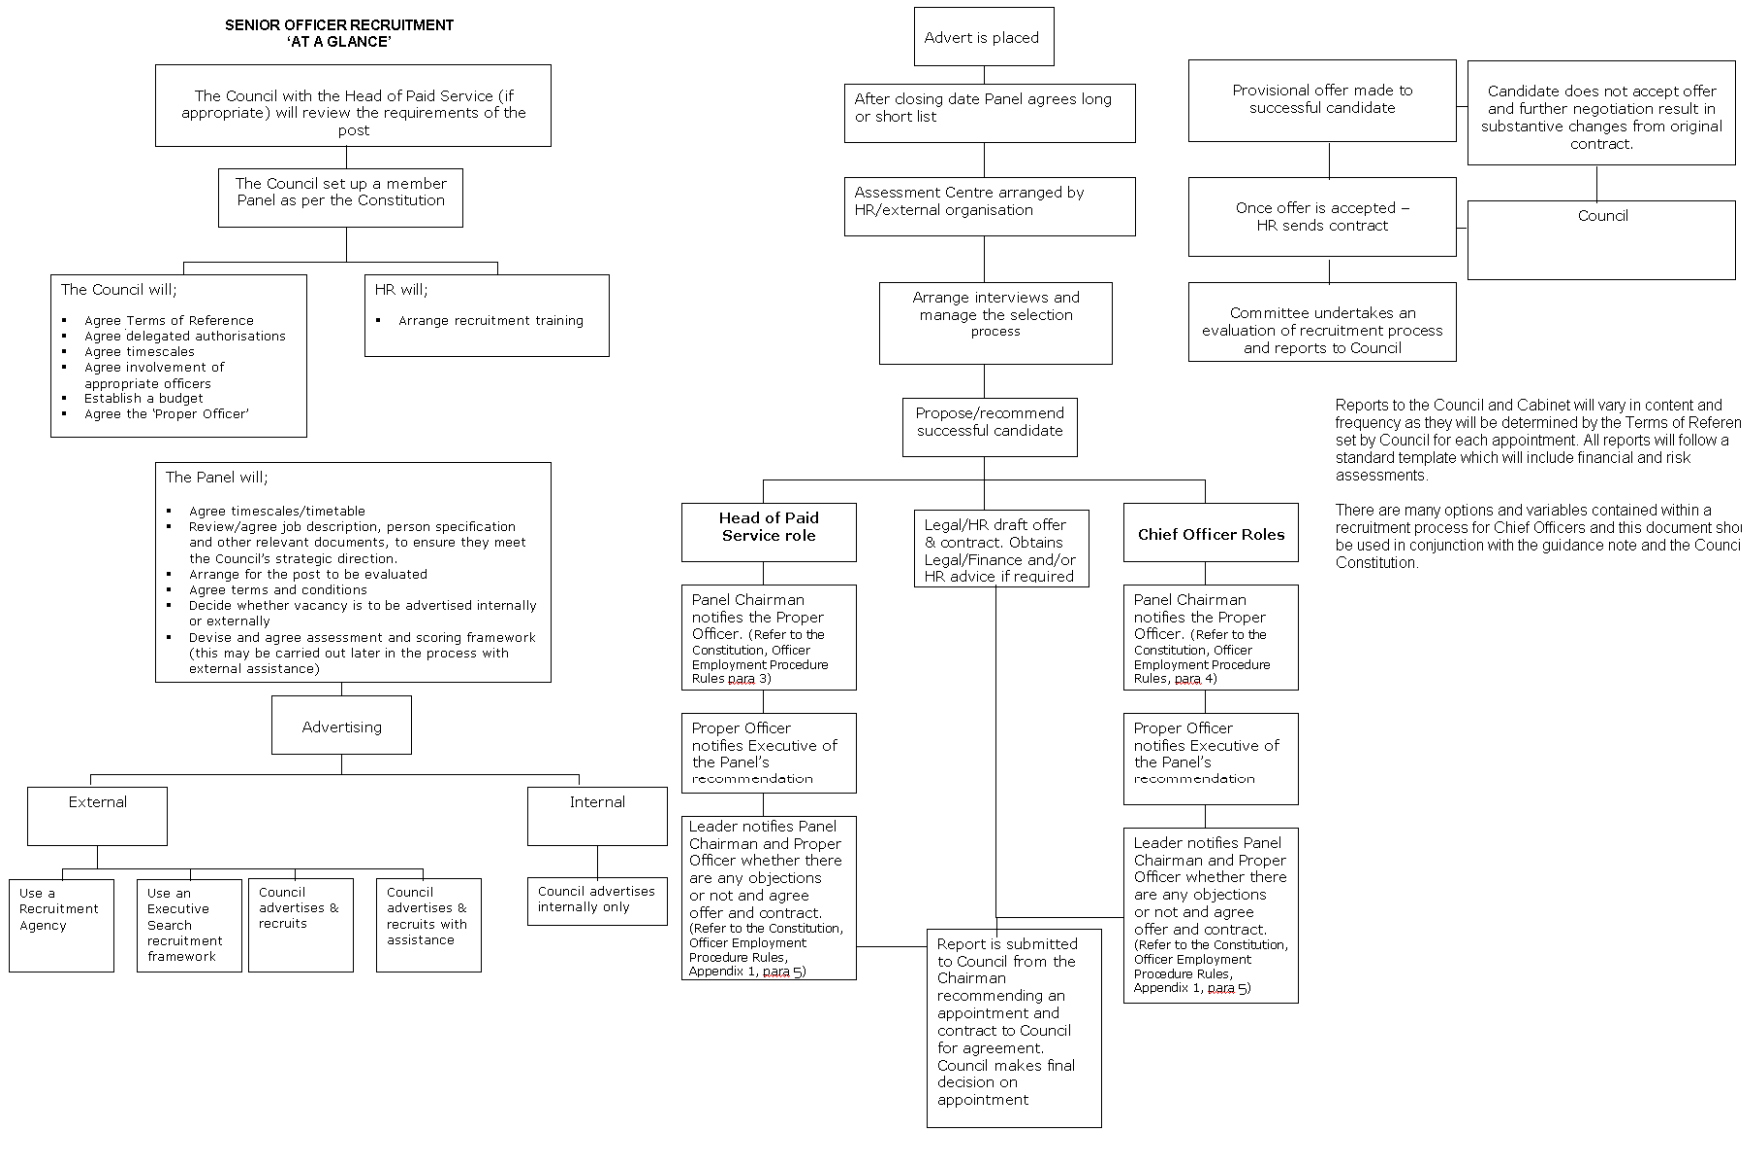 SENIOR OFFICER RECRUITMENT
‘AT A GLANCE’
The Council with the Head of Paid Service (if
appropriate) will review the requirements of the
post
The Council set up a member
Panel as per the Constitution
The Council will;
▪ Agree Terms of Reference
▪ Agree delegated authorisations
▪ Agree timescales
▪ Agree involvement of
appropriate officers
▪ Establish a budget
▪ Agree the ‘Proper Officer’
HR will;
▪ Arrange recruitment training
The Panel will;
▪ Agree timescales/timetable
▪ Review/agree job description, person specification
and other relevant documents, to ensure they meet
the Council’s strategic direction.
▪ Arrange for the post to be evaluated
▪ Agree terms and conditions
▪ Decide whether vacancy is to be advertised internally
or externally
▪ Devise and agree assessment and scoring framework
(this may be carried out later in the process with
external assistance)
Advertising
External
Internal
Use a
Recruitment
Agency
Use an
Executive
Search
recruitment
framework
Council
advertises &
recruits
Council
advertises &
recruits with
assistance
Council advertises
internally only
Advert is placed
After closing date Panel agrees long
or short list
Assessment Centre arranged by
HR/external organisation
Arrange interviews and
manage the selection
process
Propose/recommend
successful candidate
Head of Paid
Service role
Panel Chairman
notifies the Proper
Officer. (Refer to the
Constitution, Officer
Employment Procedure
Rules para 3)
Proper Officer
notifies Executive of
the Panel’s
recommendation
Leader notifies Panel
Chairman and Proper
Officer whether there
are any objections
or not and agree
offer and contract.
(Refer to the Constitution,
Officer Employment
Procedure Rules,
Appendix 1, para 5)
Legal/HR draft offer
& contract. Obtains
Legal/Finance and/or
HR advice if required
Report is submitted
to Council from the
Chairman
recommending an
appointment and
contract to Council
for agreement.
Council makes final
decision on
appointment
Chief Officer Roles
Panel Chairman
notifies the Proper
Officer. (Refer to the
Constitution, Officer
Employment Procedure
Rules, para 4)
Proper Officer
notifies Executive of
the Panel’s
recommendation
Leader notifies Panel
Chairman and Proper
Officer whether there
are any objections
or not and agree
offer and contract.
(Refer to the Constitution,
Officer Employment
Procedure Rules,
Appendix 1, para 5)
Provisional offer made to
successful candidate
Once offer is accepted –
HR sends contract
Committee undertakes an
evaluation of recruitment process
and reports to Council
Candidate does not accept offer
and further negotiation result in
substantive changes from original
contract.
Council
Reports to the Council and Cabinet will vary in content and
frequency as they will be determined by the Terms of Referen
set by Council for each appointment. All reports will follow a
standard template which will include financial and risk
assessments.
There are many options and variables contained within a
recruitment process for Chief Officers and this document shou
be used in conjunction with the guidance note and the Counci
Constitution.